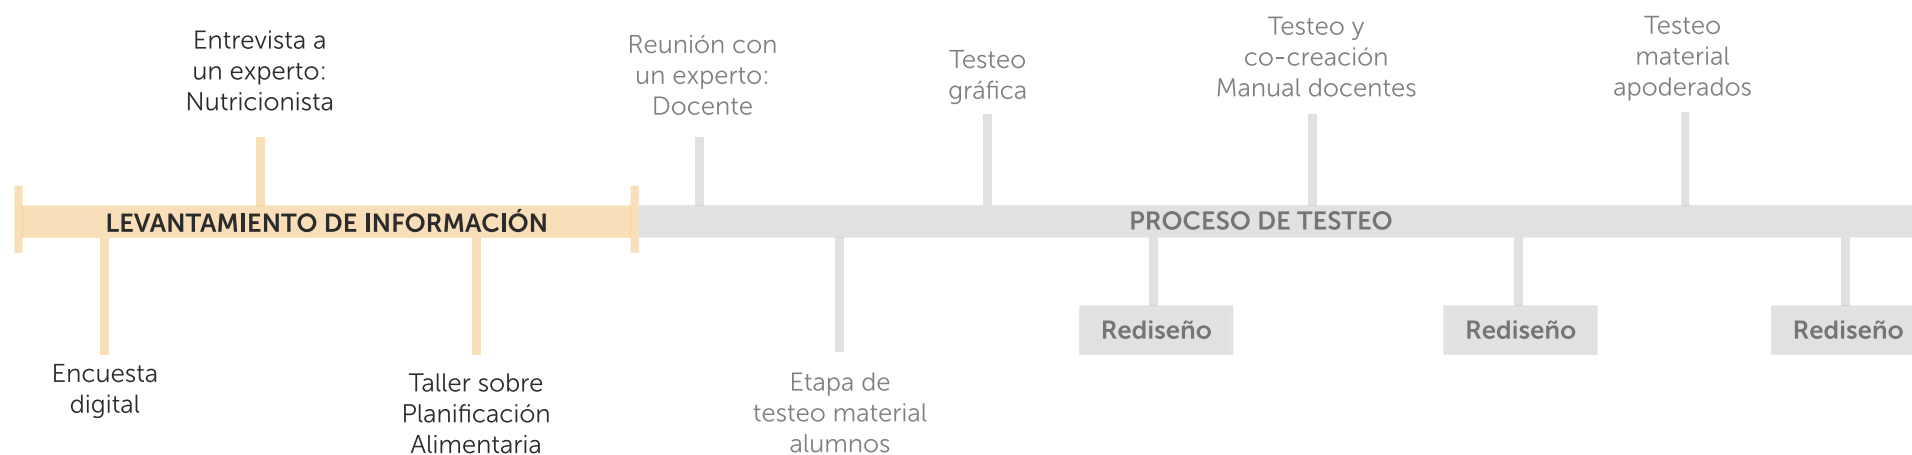 Entrevista a
un experto:
Nutricionista
Reunión con
un experto:
Docente
Testeo
gráfica
Testeo y
co-creación
Manual docentes
Testeo
material
apoderados
LEVANTAMIENTO DE INFORMACIÓN
PROCESO DE TESTEO
Encuesta
digital
Taller sobre
Planificación
Alimentaria
Etapa de
testeo material
alumnos
Rediseño
Rediseño
Rediseño